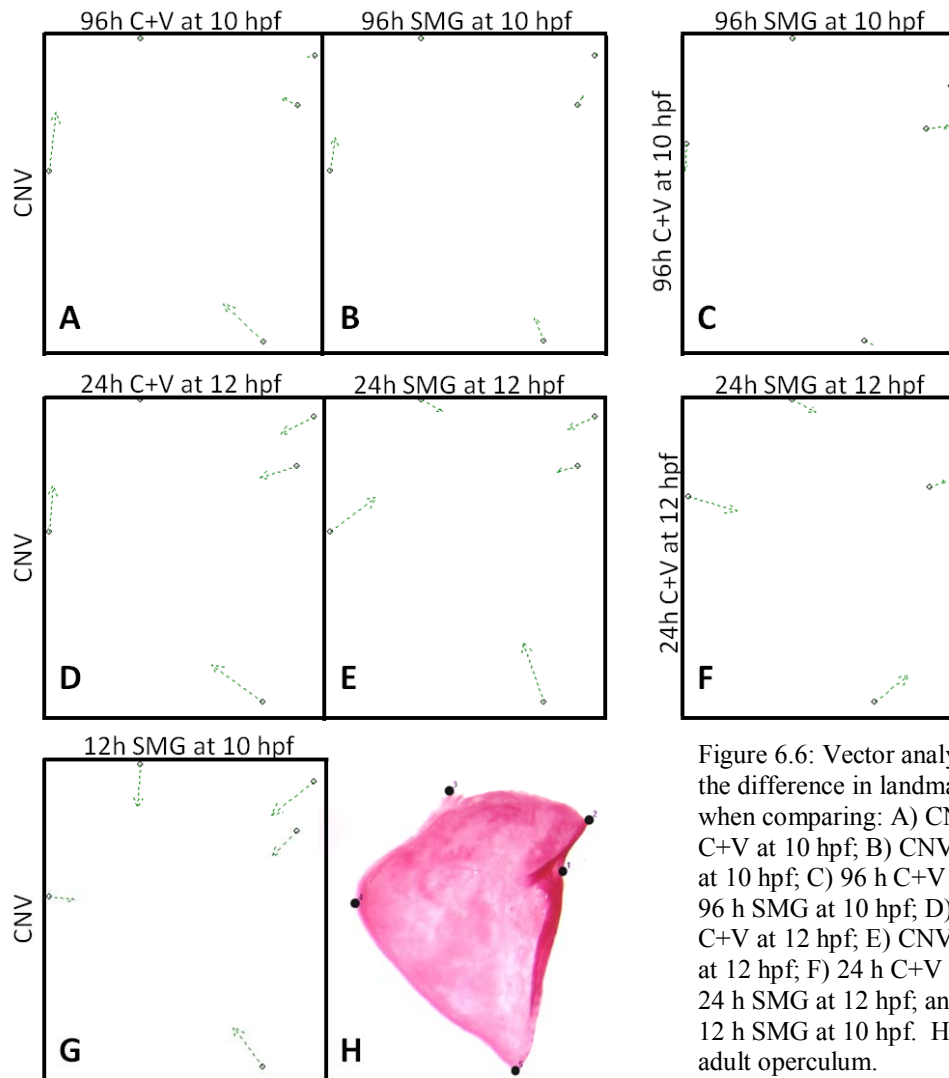 96h C+V at 10 hpf
96h SMG at 10 hpf
96h SMG at 10 hpf
CNV
96h C+V at 10 hpf
A
B
C
24h C+V at 12 hpf
24h SMG at 12 hpf
24h SMG at 12 hpf
CNV
24h C+V at 12 hpf
D
E
F
12h SMG at 10 hpf
CNV
G
3
2
1
H
Figure 6.6: Vector analy
the difference in landma
when comparing: A) CN
C+V at 10 hpf; B) CNV
at 10 hpf; C) 96 h C+V
96 h SMG at 10 hpf; D)
C+V at 12 hpf; E) CNV
at 12 hpf; F) 24 h C+V
24 h SMG at 12 hpf; an
12 h SMG at 10 hpf. H
adult operculum.